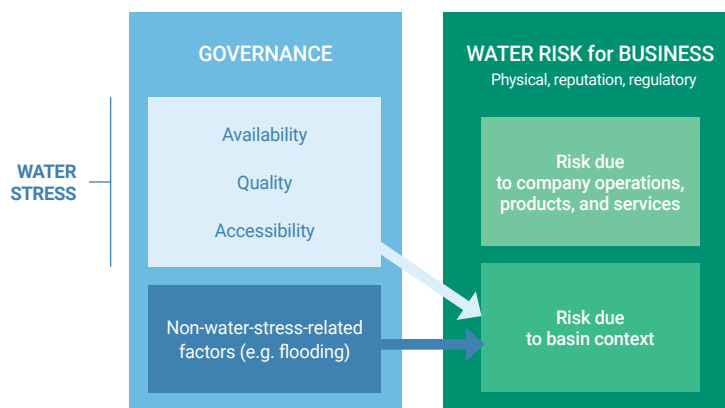 WATER
STRESS
GOVERNANCE
Availability
Quality
Accessibility
Non-water-stress-related
factors (e.g. flooding)
WATER RISK for BUSINESS
Physical, reputation, regulatory
Risk due
to company operations,
products, and services
Risk due
to basin context